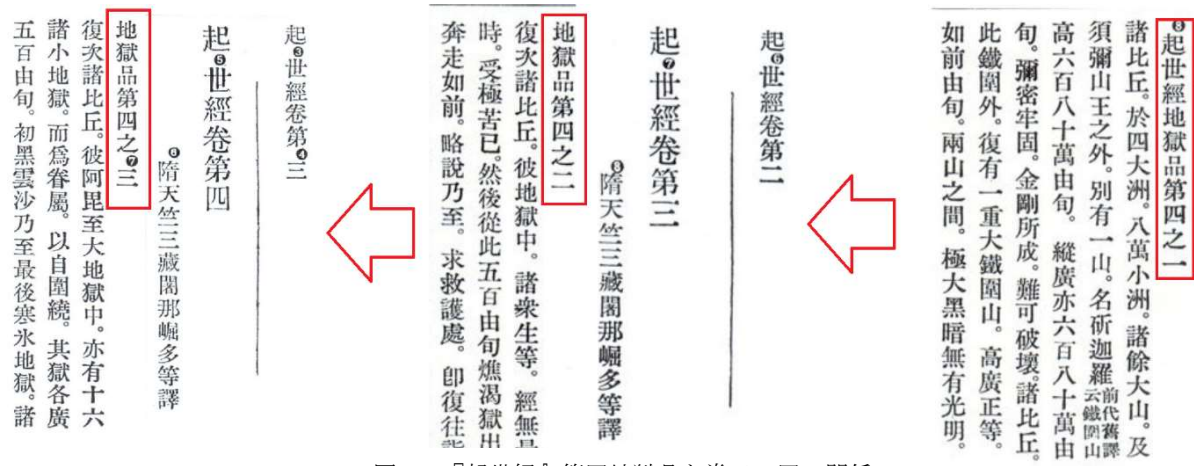 ❽起世經地獄品第四之一
諸比丘。於四大洲。八萬小洲。諸餘大山。及
須彌山王之外。別有一山。名斫迦羅前代舊譯云鐵圍山
高六百八十萬由旬。縱廣亦六百八十萬由
旬。彌密牢固。金剛所成。難可破壞。諸比丘。
此鐵圍外。復有一重大鐵圍山。高廣正等。
如前由旬。兩山之間。極大黑暗無有光明。
起❻世經卷第二
起❼世經卷第三
❽隋天竺三藏闍那崛多等譯
地獄品第四之二
復次諸比丘。彼地獄中。諸衆生等。經無
時。受極苦已。然後從此五百由旬燋渴獄出
奔走如前。略說乃至。求救護處。卽復往
起❸世經卷第❹三
起❺世經卷第四
❻隋天竺三藏闍那崛多等譯
地獄品第四之❼三
復次諸比丘。彼阿毘至大地獄中。亦有十六
諸小地獄。而爲眷屬。以自圍繞。其獄各廣
五百由旬。初黑雲沙乃至最後寒氷地獄。諸